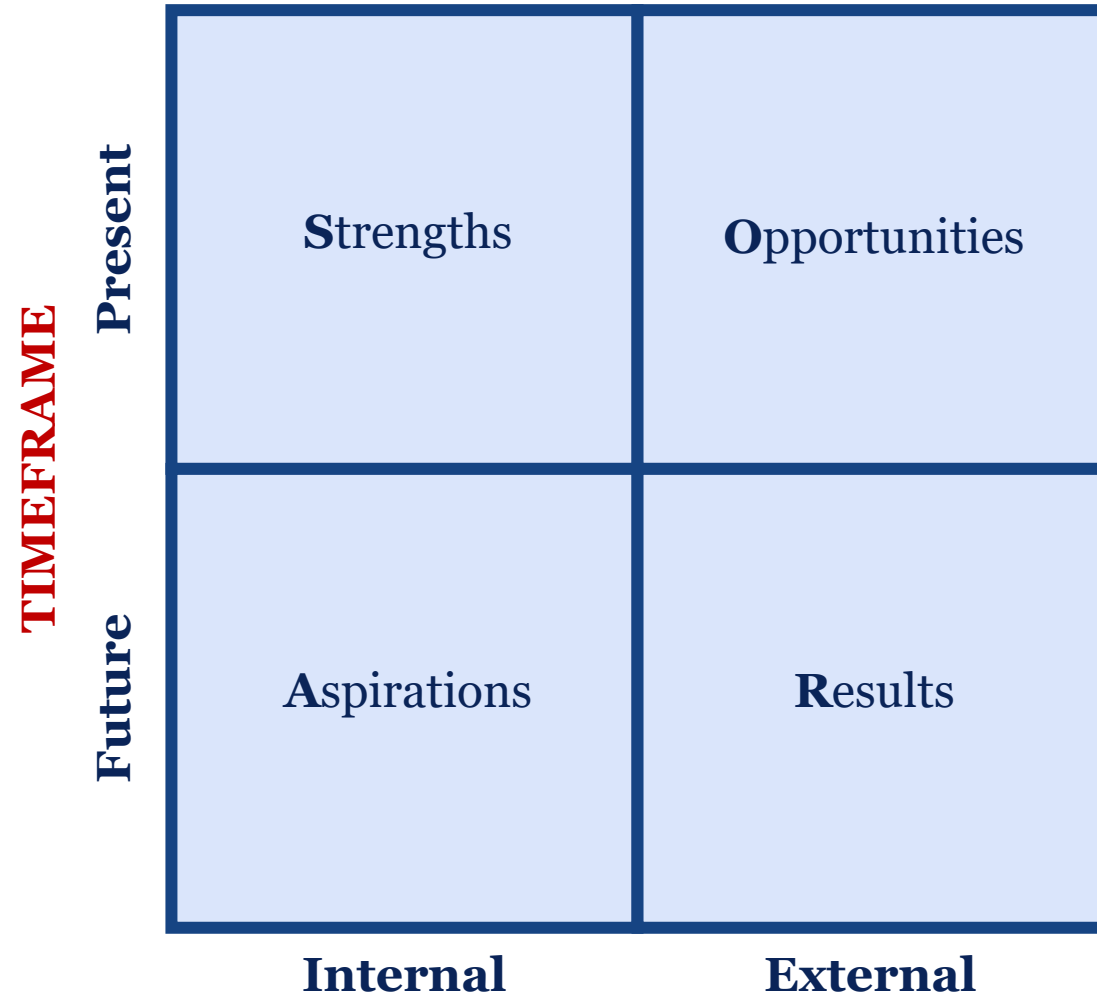 TIMEFRAME
Present
Strengths
Opportunities
Future
Aspirations
Results
Internal
External